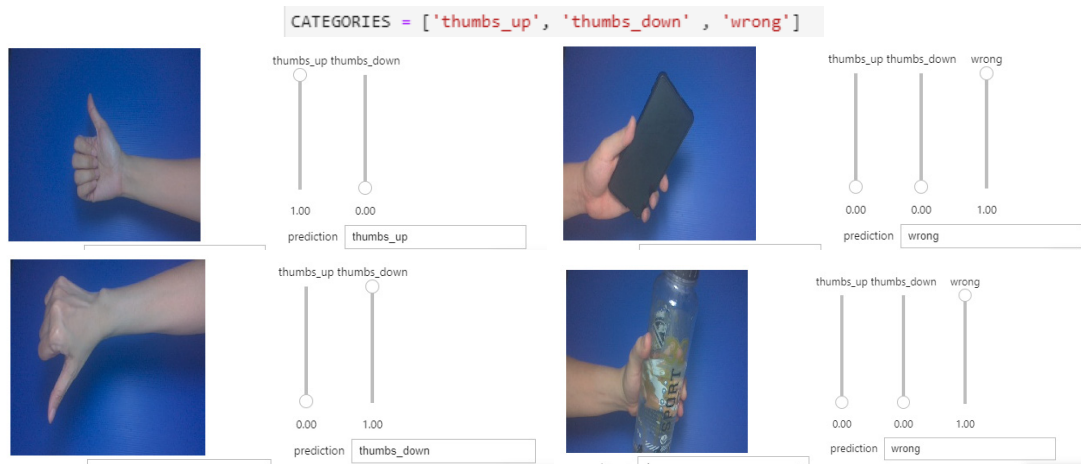 CATEGORIES = ['thumbs_up', 'thumbs_down' , 'wrong']
thumbs_up thumbs_down
1.00 0.00
prediction thumbs_up
thumbs_up thumbs_down wrong
0.00 0.00 1.00
prediction wrong
thumbs_up thumbs_down
0.00 1.00
prediction thumbs_down
SPORT
thumbs_up thumbs_down wrong
0.00 0.00 1.00
prediction wrong